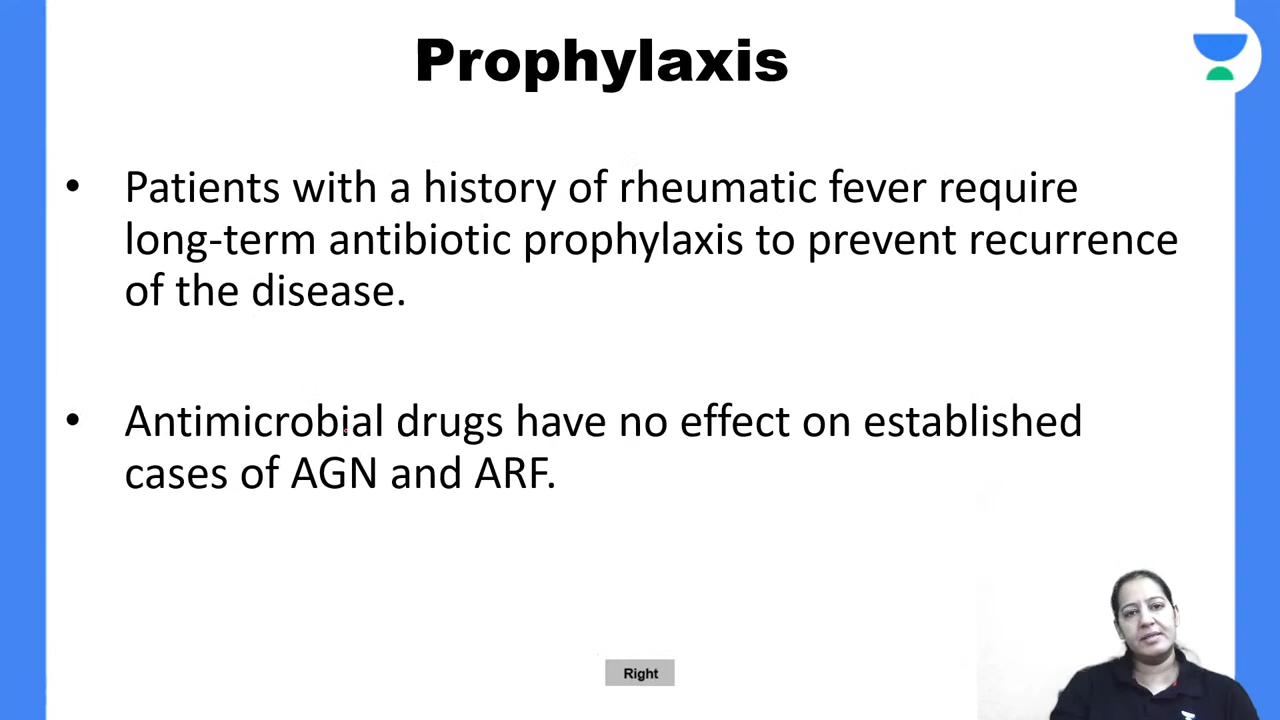 Prophylaxis
• Patients with a history of rheumatic fever require
long-term antibiotic prophylaxis to prevent recurrence
of the disease.
• Antimicrobial drugs have no effect on established
cases of AGN and ARF.
Right